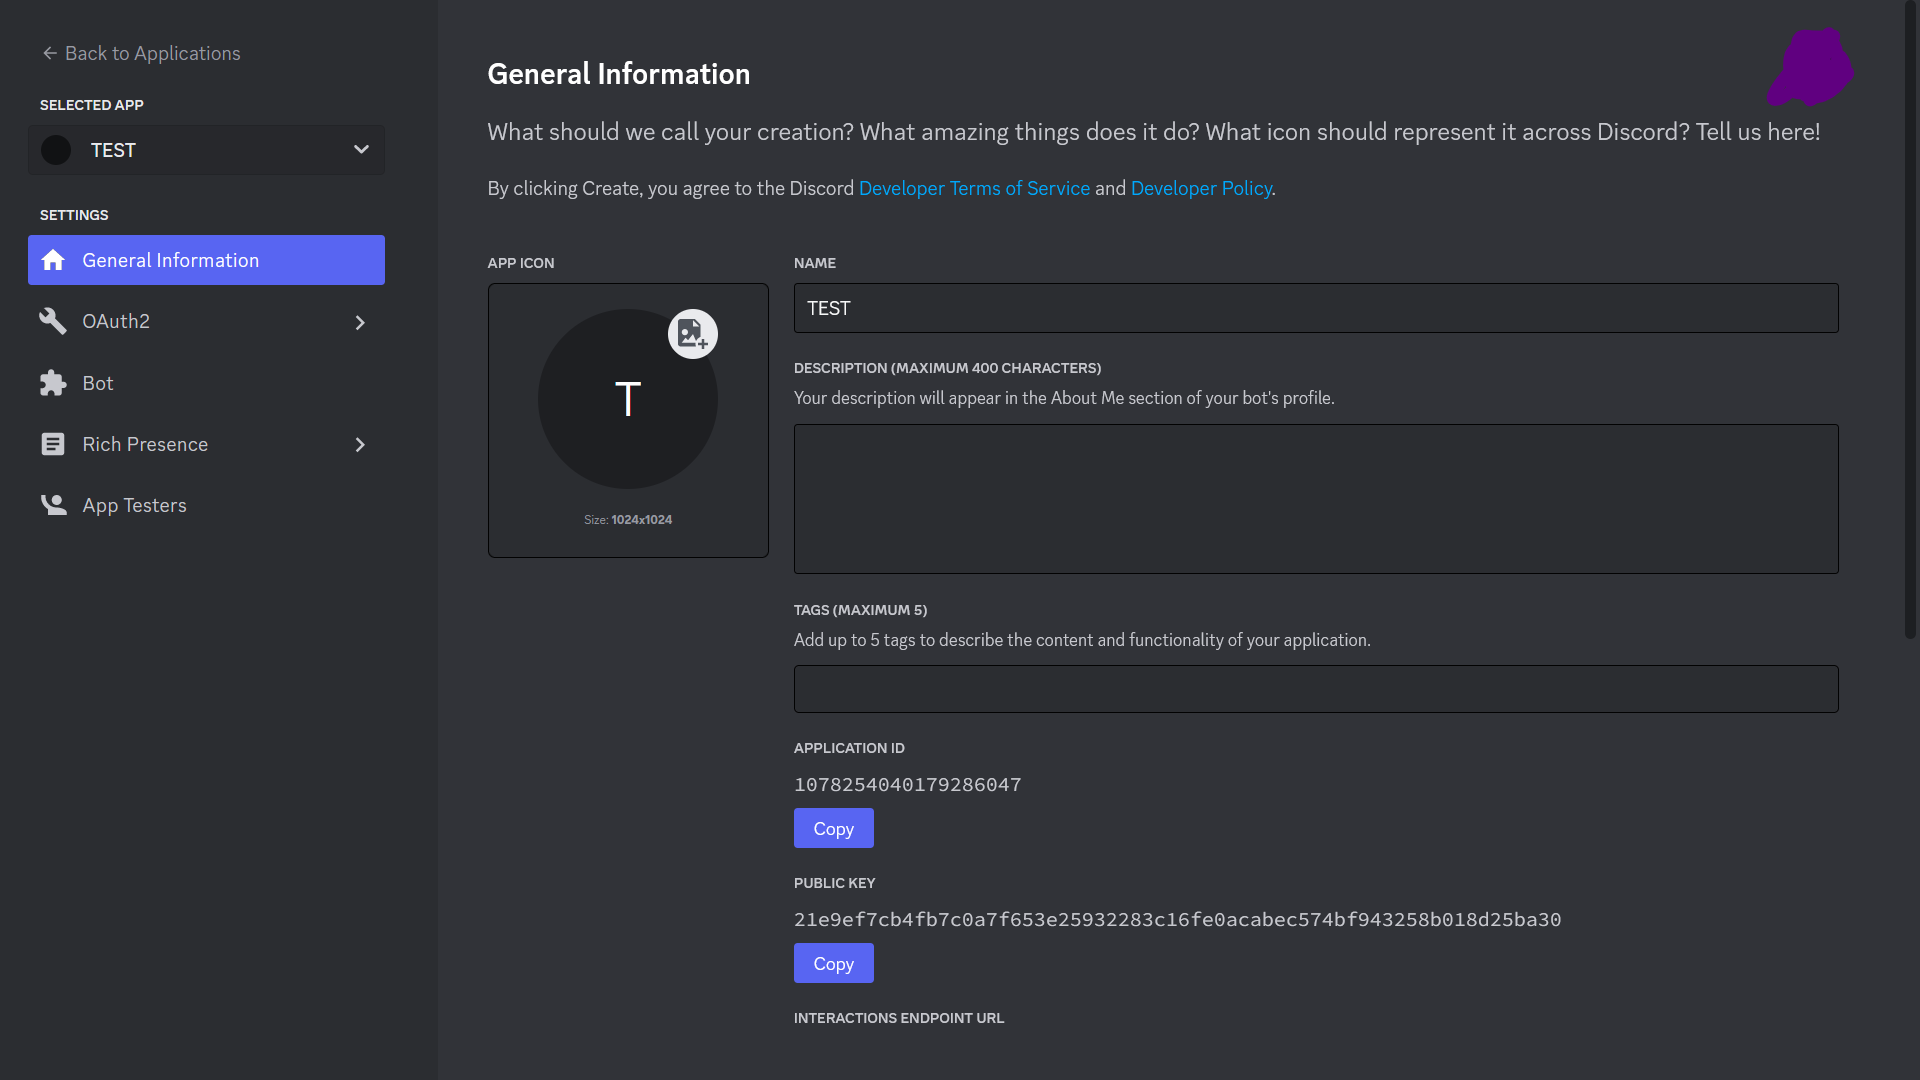 Back to Applications
SELECTED APP
TEST
SETTINGS
General Information
OAuth2
Bot
Rich Presence
App Testers
General Information
What should we call your creation? What amazing things does it do? What icon should represent it across Discord? Tell us here!
By clicking Create, you agree to the Discord Developer Terms of Service and Developer Policy.
APP ICON
T
Size: 1024x1024
NAME
TEST
DESCRIPTION (MAXIMUM 400 CHARACTERS)
Your description will appear in the About Me section of your bot's profile.
TAGS (MAXIMUM 5)
Add up to 5 tags to describe the content and functionality of your application.
APPLICATION ID
1078254040179286047
Copy
PUBLIC KEY
21e9ef7cb4fb7c0a7f653e25932283c16fe0acabec574bf943258b018d25ba30
Copy
INTERACTIONS ENDPOINT URL